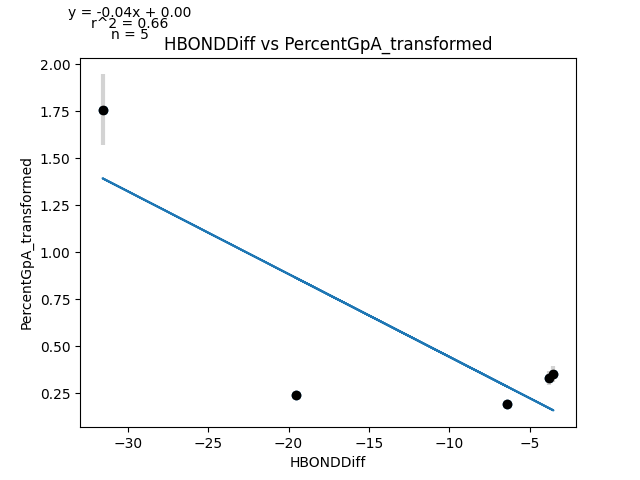 y = -0.04x + 0.00
r^2 = 0.66
n = 5
HBONDDiff vs PercentGpA_transformed
2.00
1.75
1.50
1.25
1.00
0.75
0.50
0.25
PercentGpA_transformed
−30
−25
−20
−15
−10
−5
HBONDDiff